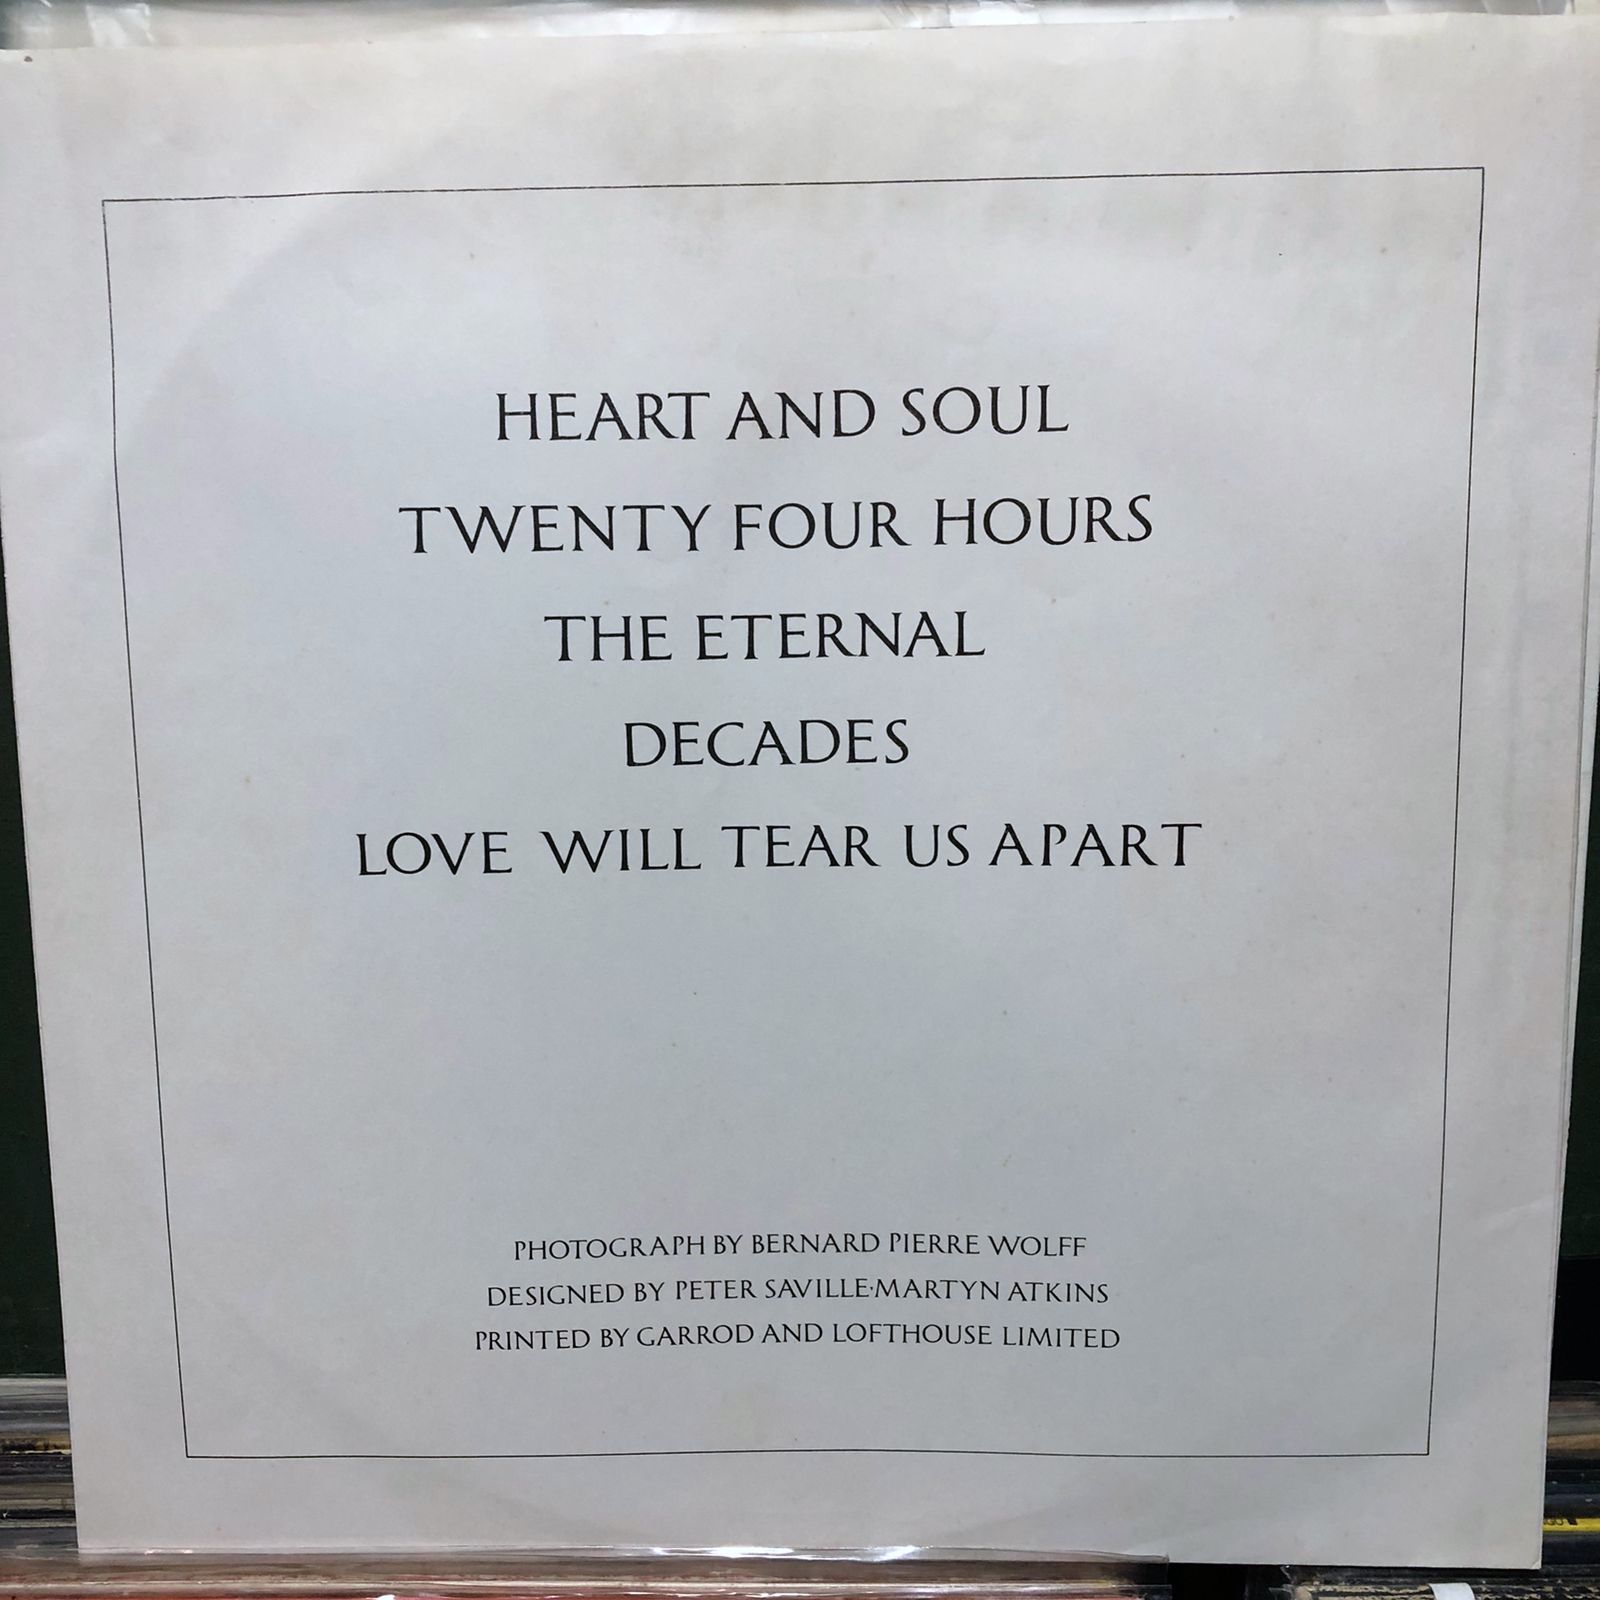 HEART AND SOUL
TWENTY FOUR HOURS
THE ETERNAL
DECADES
LOVE WILL TEAR US APART
PHOTOGRAPH BY BERNARD PIERRE WOLFF
DESIGNED BY PETER SAVILLE·MARTYN ATKINS
PRINTED BY GARROD AND LOFTHOUSE LIMITED